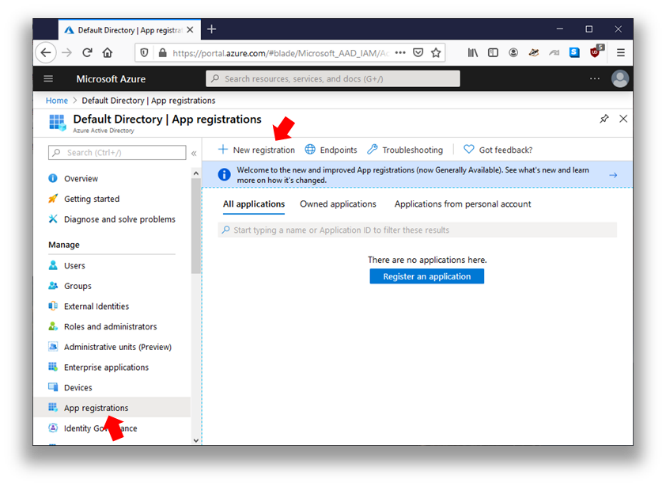 Default Directory | App registrat
https://portal.azure.com/#blade/Microsoft_AAD_IAM/Ac
Microsoft Azure
Search resources, services, and docs (G+/)
Home > Default Directory | App registrations
Default Directory | App registrations
Azure Active Directory
Search (Ctrl+/)
«
New registration
Endpoints
Troubleshooting
Got feedback?
Welcome to the new and improved App registrations (now Generally Available). See what's new and learn
more on how it's changed.
Overview
Getting started
Diagnose and solve problems
Manage
Users
Groups
External Identities
Roles and administrators
Administrative units (Preview)
Enterprise applications
Devices
App registrations
Identity Governance
All applications
Owned applications
Applications from personal account
Start typing a name or Application ID to filter these results
There are no applications here.
Register an application